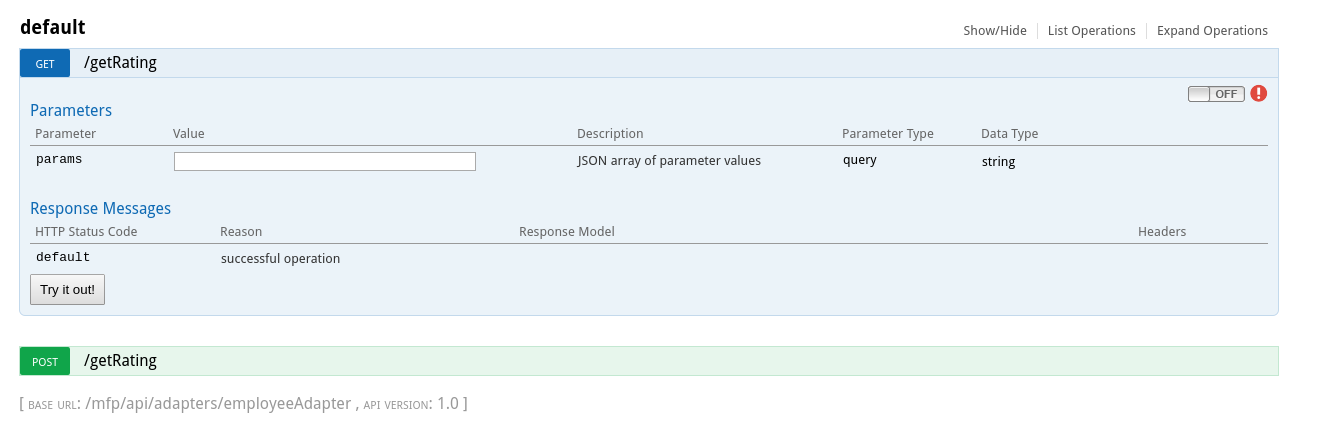 default
Show/Hide List Operations Expand Operations
GET /getRating
OFF
Parameters
Parameter Value Description Parameter Type Data Type
params JSON array of parameter values query string
Response Messages
HTTP Status Code Reason Response Model Headers
default successful operation
Try it out!
POST /getRating
[ BASE URL: /mfp/api/adapters/employeeAdapter , API VERSION: 1.0 ]